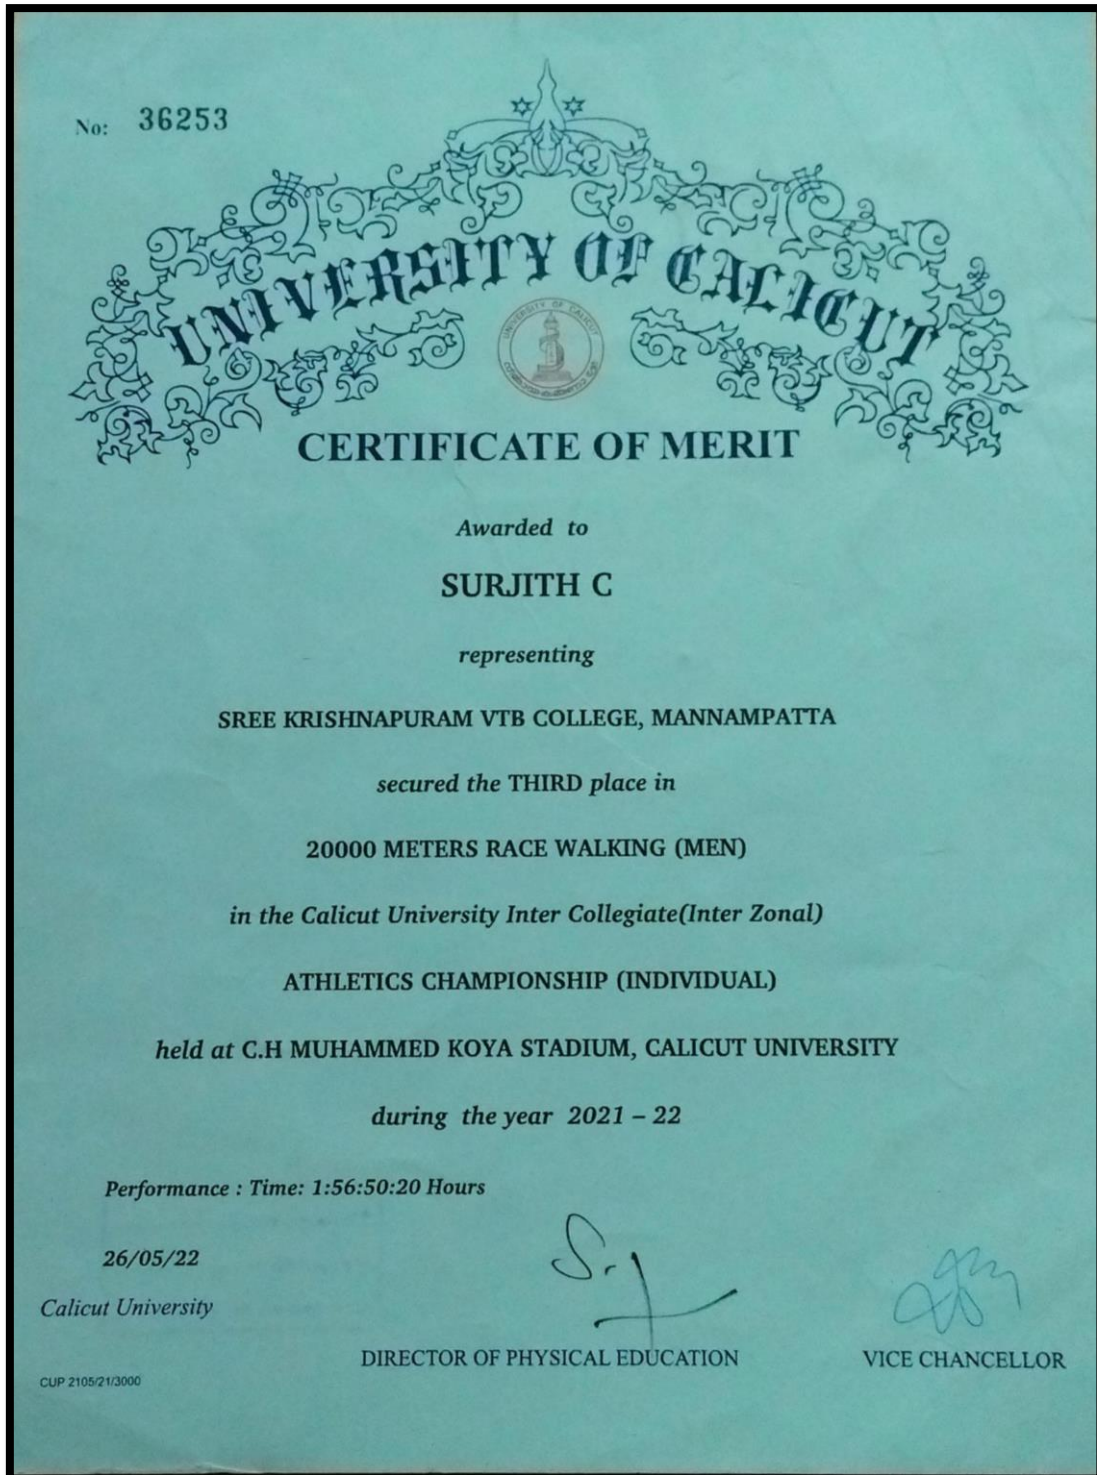 No: 36253
UNIVERSITY OF CALICUT
UNIVERSITY OF CALICUT
CERTIFICATE OF MERIT
Awarded to
SURJITH C
representing
SREE KRISHNAPURAM VTB COLLEGE, MANNAMPATTA
secured the THIRD place in
20000 METERS RACE WALKING (MEN)
in the Calicut University Inter Collegiate(Inter Zonal)
ATHLETICS CHAMPIONSHIP (INDIVIDUAL)
held at C.H MUHAMMED KOYA STADIUM, CALICUT UNIVERSITY
during the year 2021 – 22
Performance : Time: 1:56:50:20 Hours
26/05/22
Calicut University
DIRECTOR OF PHYSICAL EDUCATION
VICE CHANCELLOR
CUP 2105/21/3000